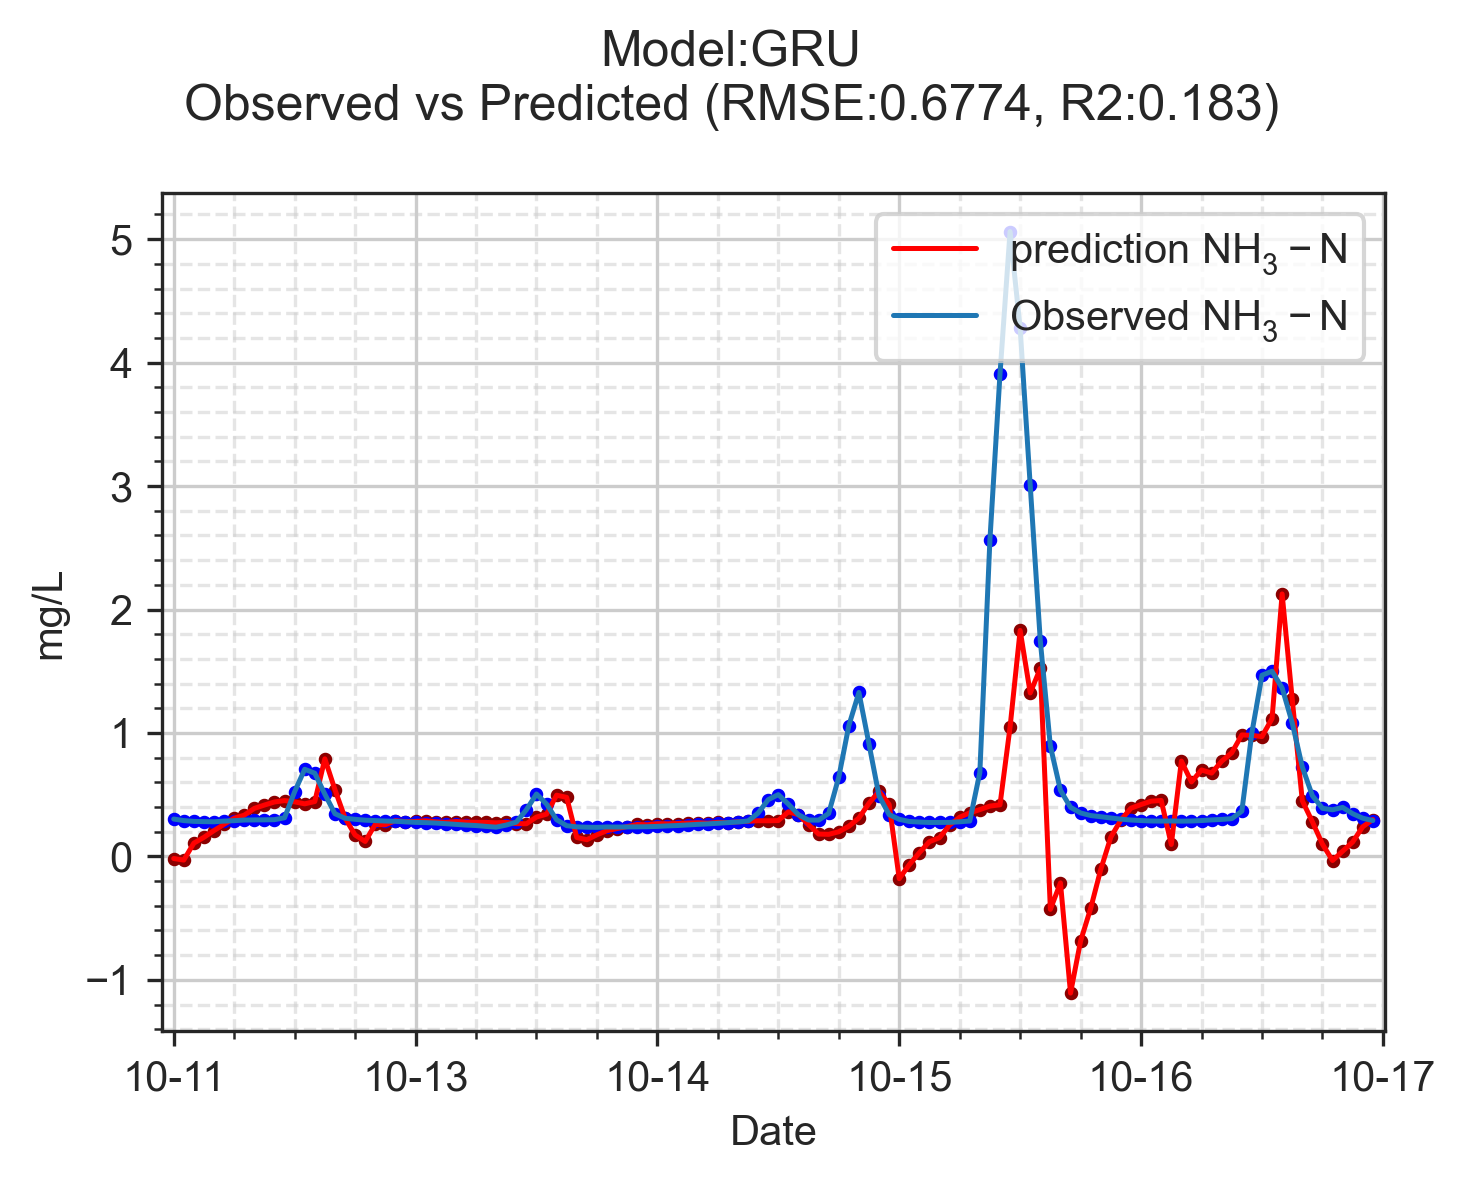 Model:GRU
Observed vs Predicted (RMSE:0.6774, R2:0.183)
prediction NH₃ − N
Observed NH₃ − N
5
4
3
2
1
0
−1
mg/L
10-11 10-13 10-14 10-15 10-16 10-17
Date